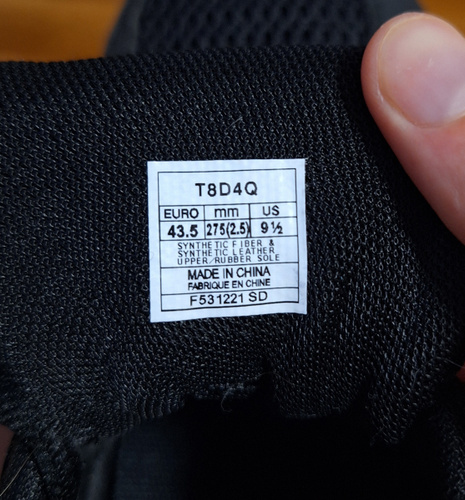 T8D4Q
EURO mm US
43.5 275(2.5) 9½
SYNTHETIC FIBER &
SYNTHETIC LEATHER
UPPER/RUBBER SOLE
MADE IN CHINA
FABRIQUE EN CHINE
F531221 SD